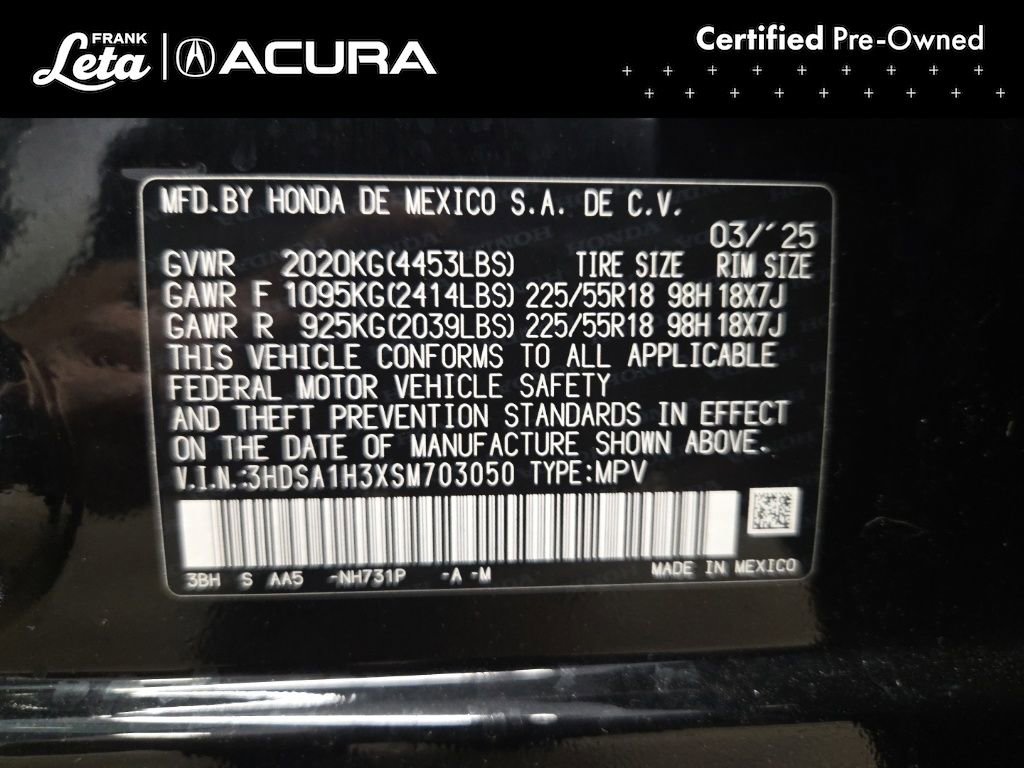 FRANK
Leta
ACURA
Certified Pre-Owned
MFD.BY HONDA DE MEXICO S.A. DE C.V.
03/'25
GVWR 2020KG(4453LBS) TIRE SIZE RIM SIZE
GAWR F 1095KG(2414LBS) 225/55R18 98H 18X7J
GAWR R 925KG(2039LBS) 225/55R18 98H 18X7J
THIS VEHICLE CONFORMS TO ALL APPLICABLE
FEDERAL MOTOR VEHICLE SAFETY
AND THEFT PREVENTION STANDARDS IN EFFECT
ON THE DATE OF MANUFACTURE SHOWN ABOVE.
V.I.N.:3HDSA1H3XSM703050 TYPE:MPV
3BH S AA5 -NH731P -A -M
MADE IN MEXICO